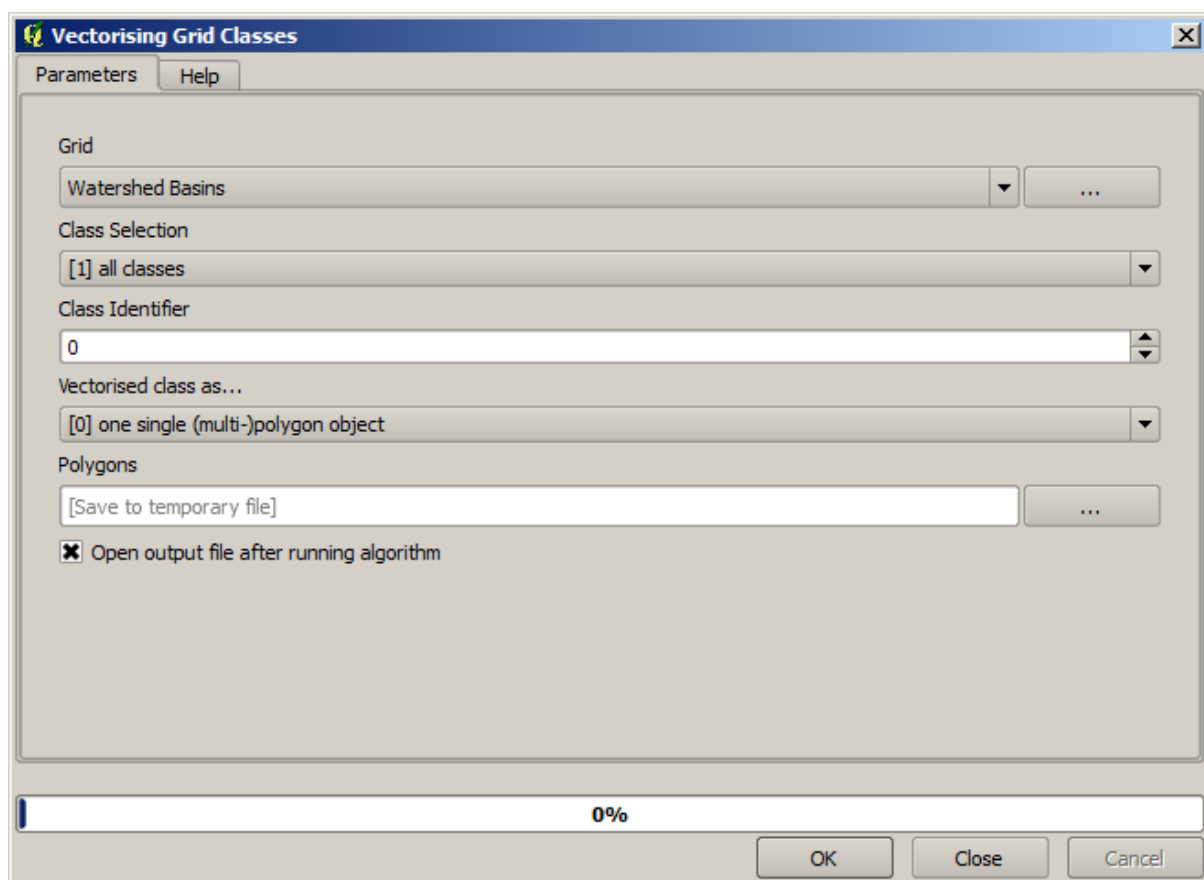 Vectorising Grid Classes
Parameters Help
Grid
Watershed Basins ...
Class Selection
[1] all classes
Class Identifier
0
Vectorised class as...
[0] one single (multi-)polygon object
Polygons
[Save to temporary file] ...
Open output file after running algorithm
0%
OK Close Cancel